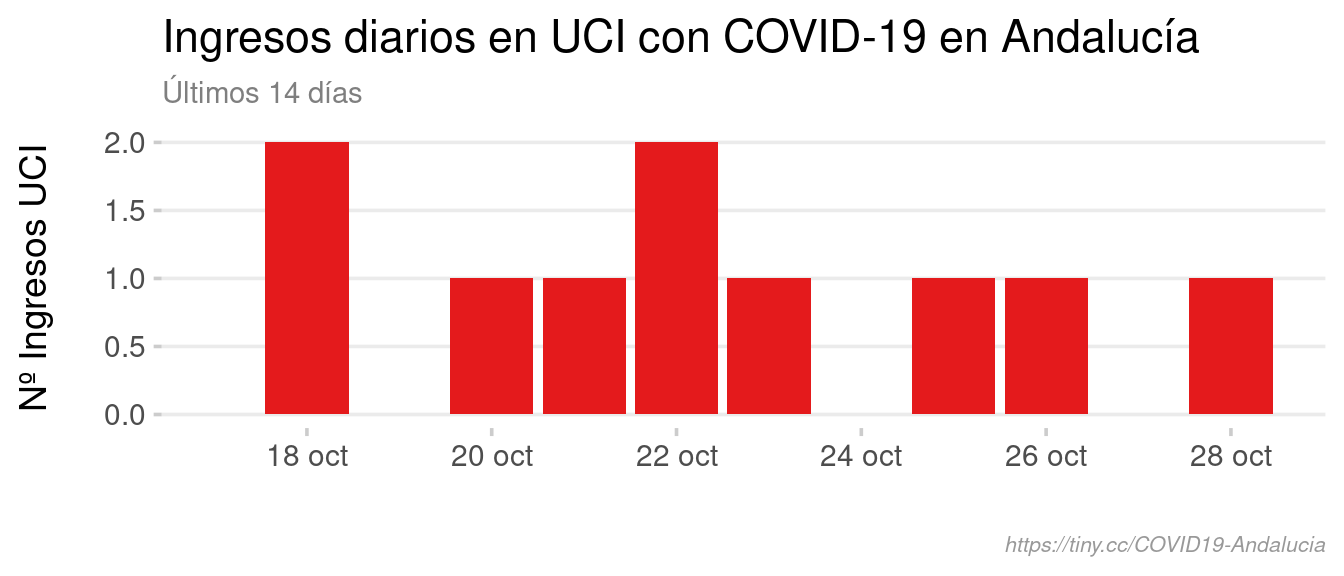 Ingresos diarios en UCI con COVID-19 en Andalucía
Últimos 14 días
Nº Ingresos UCI
2.0
1.5
1.0
0.5
0.0
18 oct
20 oct
22 oct
24 oct
26 oct
28 oct
https://tiny.cc/COVID19-Andalucia